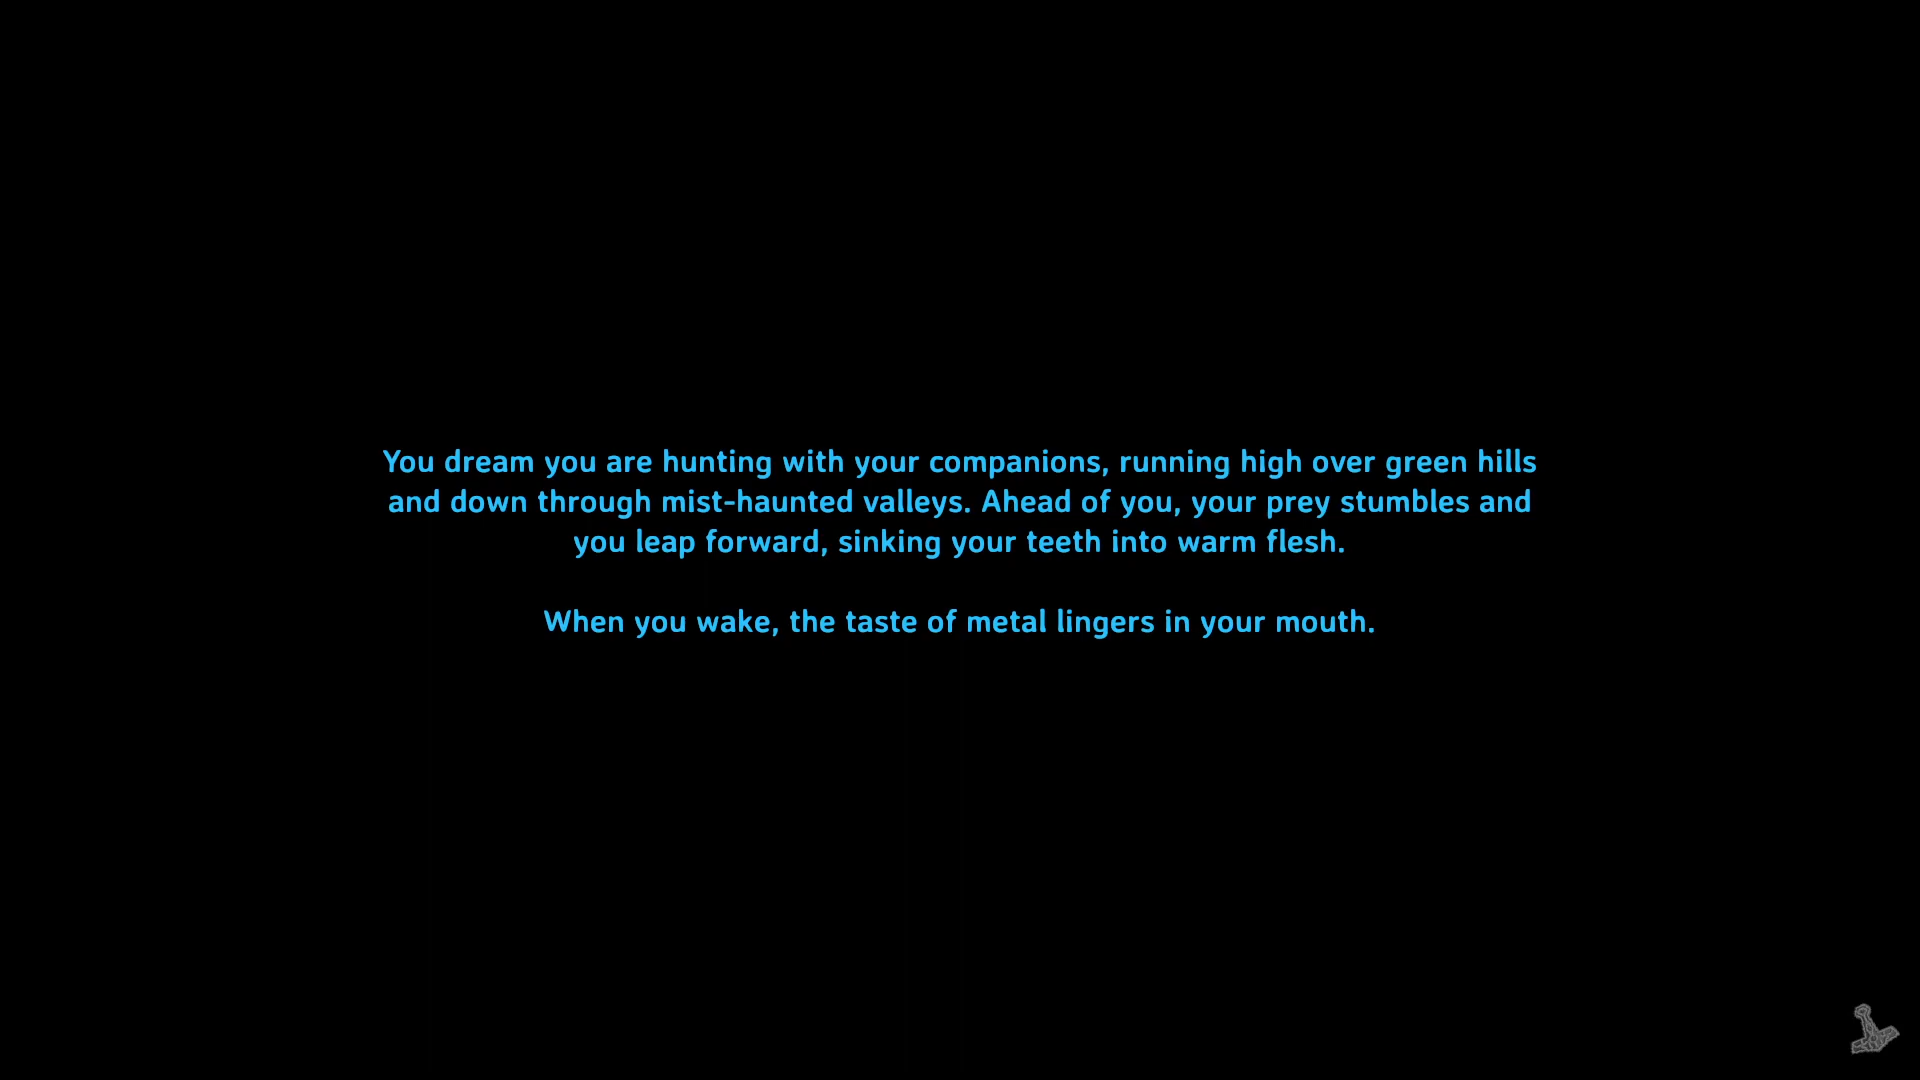 You dream you are hunting with your companions, running high over green hills
and down through mist-haunted valleys. Ahead of you, your prey stumbles and
you leap forward, sinking your teeth into warm flesh.
When you wake, the taste of metal lingers in your mouth.